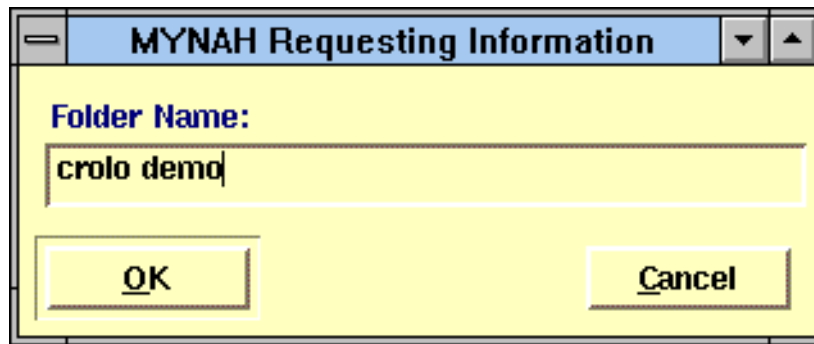 MYNAH Requesting Information
Folder Name:
crolo demo
OK
Cancel